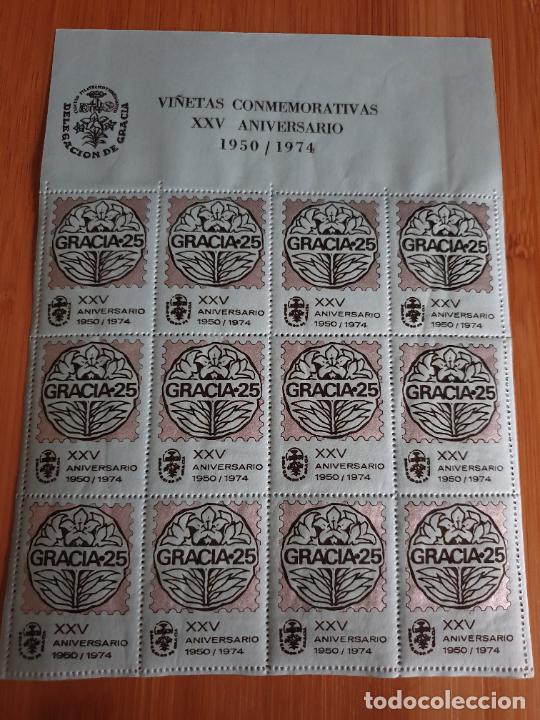 VIÑETAS CONMEMORATIVAS
XXV ANIVERSARIO
1950 / 1974
DELEGACION DE GRACIA
GRACIA•25 GRACIA•25 GRACIA•25 GRACIA•25
XXV XXV XXV XXV
ANIVERSARIO ANIVERSARIO ANIVERSARIO ANIVERSARIO
1950 / 1974 1950 / 1974 1950 / 1974 1950 / 1974
GRACIA•25 GRACIA•25 GRACIA•25 GRACIA•25
XXV XXV XXV XXV
ANIVERSARIO ANIVERSARIO ANIVERSARIO ANIVERSARIO
1950 / 1974 1950 / 1974 1950 / 1974 1950 / 1974
GRACIA•25 GRACIA•25 GRACIA•25 GRACIA•25
XXV XXV XXV XXV
ANIVERSARIO ANIVERSARIO ANIVERSARIO ANIVERSARIO
1950 / 1974 1950 / 1974 1950 / 1974 1950 / 1974
todocoleccion